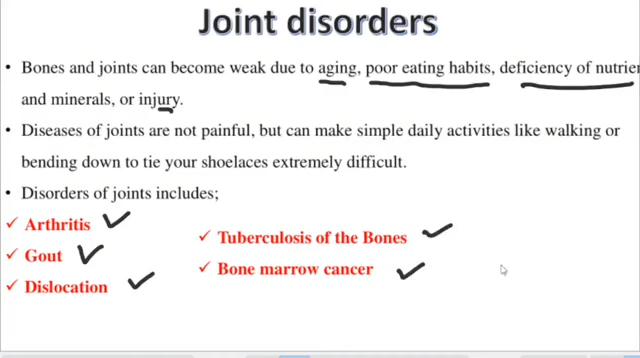 Joint disorders
• Bones and joints can become weak due to aging, poor eating habits, deficiency of nutrien
and minerals, or injury.
• Diseases of joints are not painful, but can make simple daily activities like walking or
bending down to tie your shoelaces extremely difficult.
• Disorders of joints includes;
✓ Arthritis
✓ Gout
✓ Dislocation
✓ Tuberculosis of the Bones
✓ Bone marrow cancer